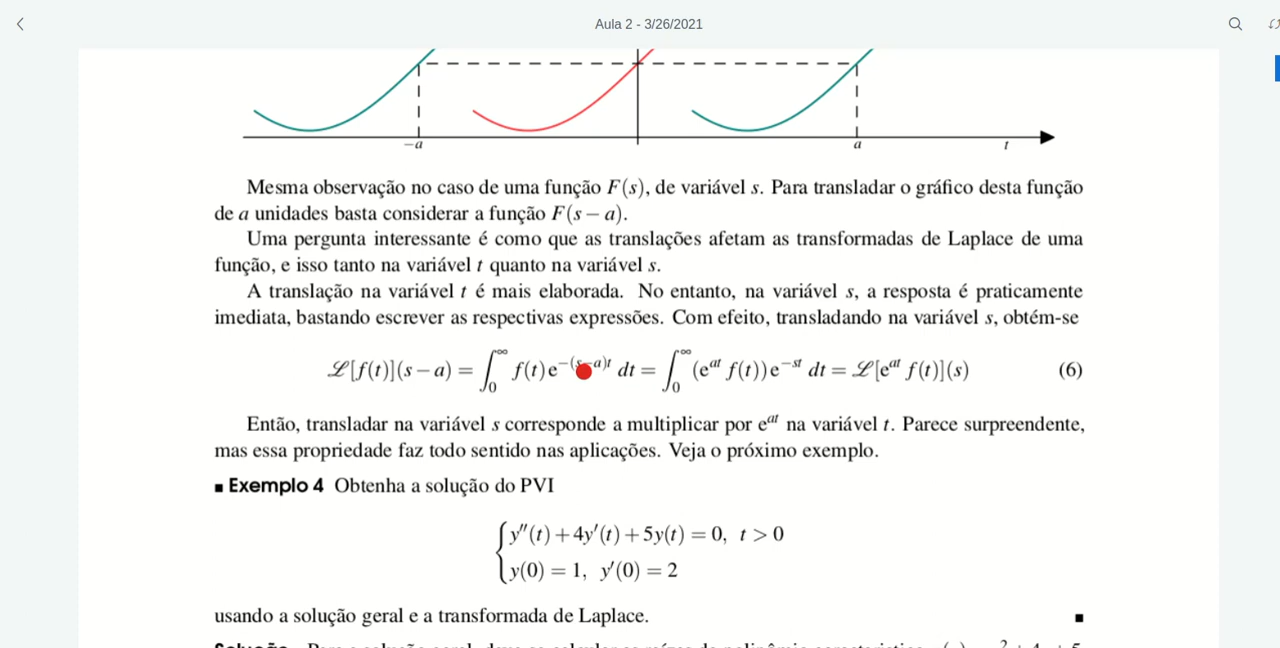 Aula 2 - 3/26/2021
−a a t
Mesma observação no caso de uma função F(s), de variável s. Para transladar o gráfico desta função
de a unidades basta considerar a função F(s − a).
Uma pergunta interessante é como que as translações afetam as transformadas de Laplace de uma
função, e isso tanto na variável t quanto na variável s.
A translação na variável t é mais elaborada. No entanto, na variável s, a resposta é praticamente
imediata, bastando escrever as respectivas expressões. Com efeito, transladando na variável s, obtém-se
ℒ[f(t)](s − a) = ∫₀^∞ f(t)e^{−(s−a)t} dt = ∫₀^∞ (e^{at} f(t))e^{−st} dt = ℒ[e^{at} f(t)](s) (6)
Então, transladar na variável s corresponde a multiplicar por e^{at} na variável t. Parece surpreendente,
mas essa propriedade faz todo sentido nas aplicações. Veja o próximo exemplo.
■ Exemplo 4 Obtenha a solução do PVI
y″(t) + 4y′(t) + 5y(t) = 0, t > 0
y(0) = 1, y′(0) = 2
usando a solução geral e a transformada de Laplace. ■